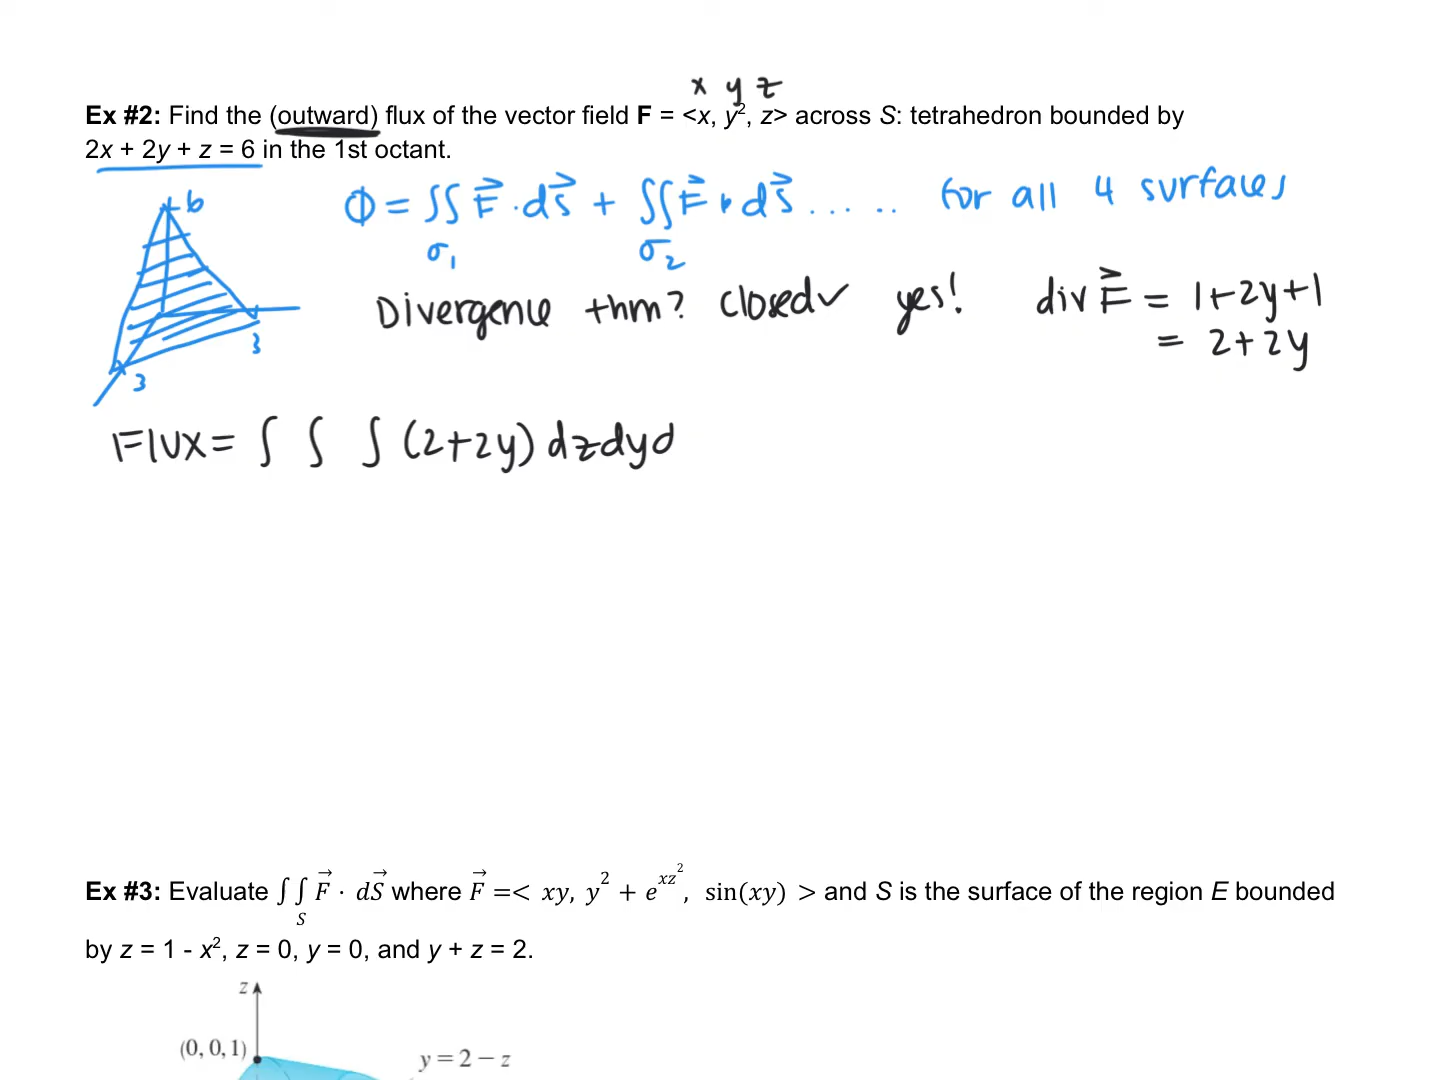 x y z
Ex #2: Find the (outward) flux of the vector field F = <x, y², z> across S: tetrahedron bounded by
2x + 2y + z = 6 in the 1st octant.
6
3
3
Φ = ∬ F⃗ · dS⃗ + ∬ F⃗ · dS⃗ ..... .. for all 4 surfaces
σ₁ σ₂
Divergence thm? closed✓ yes! div F⃗ = 1+2y+1
= 2+2y
Flux = ∫ ∫ ∫ (2+2y) dzdyd
Ex #3: Evaluate ∫∫ F⃗ · dS⃗ where F⃗ =< xy, y² + e^{xz²}, sin(xy) > and S is the surface of the region E bounded
S
by z = 1 - x², z = 0, y = 0, and y + z = 2.
z
(0, 0, 1)
y = 2 − z